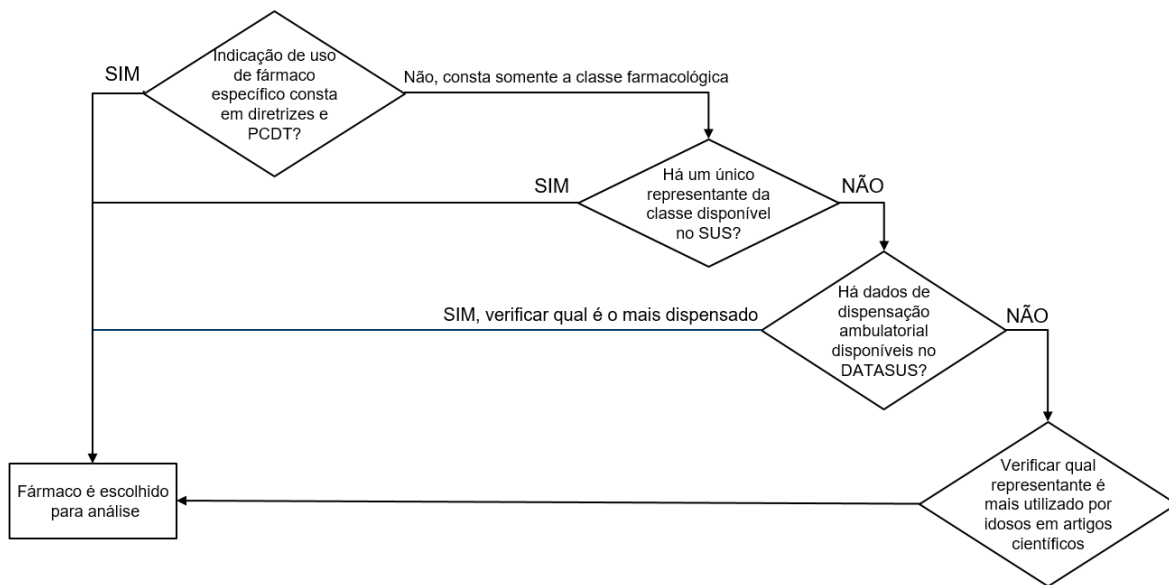 Indicação de uso
de fármaco
específico consta
em diretrizes e
PCDT?
SIM
Não, consta somente a classe farmacológica
Há um único
representante da
classe disponível
no SUS?
SIM
NÃO
Há dados de
dispensação
ambulatorial
disponíveis no
DATASUS?
SIM, verificar qual é o mais dispensado
NÃO
Verificar qual
representante é
mais utilizado por
idosos em artigos
científicos
Fármaco é escolhido
para análise